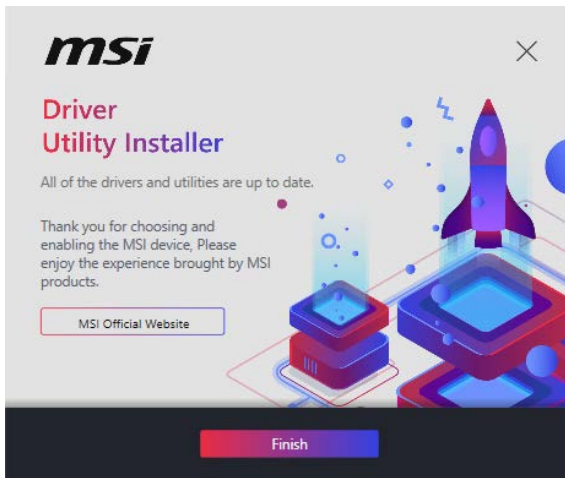 msi
Driver
Utility Installer
All of the drivers and utilities are up to date.
Thank you for choosing and
enabling the MSI device, Please
enjoy the experience brought by MSI
products.
MSI Official Website
Finish